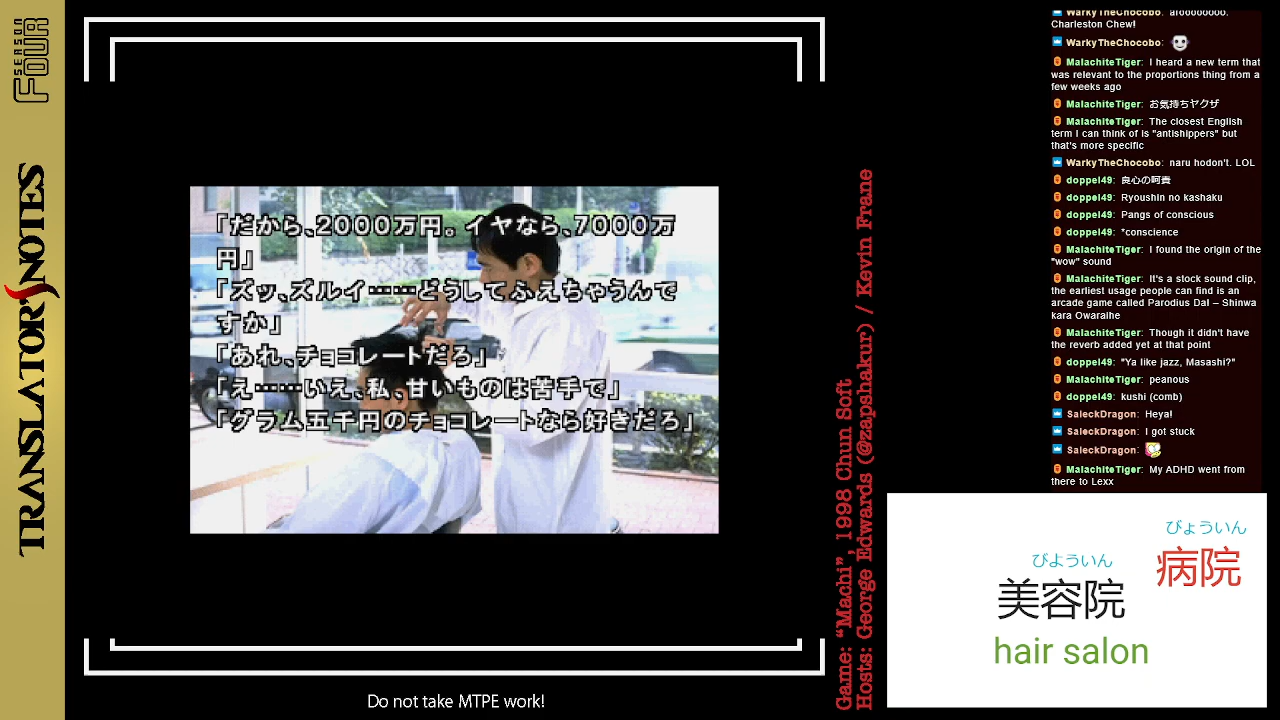 SEASON
FOUR
TRANSLATOR'S NOTES
「だから、2000万円。イヤなら、7000万
円」
「ズッ、ズルイ……どうしてふえちゃうんで
すか」
「あれ、チョコレートだろ」
「え……いえ、私、甘いものは苦手で」
「グラム五千円のチョコレートなら好きだろ」
Do not take MTPE work!
Game: "Machi", 1998 Chun Soft
Hosts: George Edwards (@zapshakur) / Kevin Frane
WarkyTheChocobo: afoooooooo.
Charleston Chew!
WarkyTheChocobo:
MalachiteTiger: I heard a new term that
was relevant to the proportions thing from a
few weeks ago
MalachiteTiger: お気持ちヤクザ
MalachiteTiger: The closest English
term I can think of is "antishippers" but
that's more specific
WarkyTheChocobo: naru hodon't. LOL
doppel49: 良心の呵責
doppel49: Ryoushin no kashaku
doppel49: Pangs of conscious
doppel49: *conscience
MalachiteTiger: I found the origin of the
"wow" sound
MalachiteTiger: It's a stock sound clip,
the earliest usage people can find is an
arcade game called Parodius Da! – Shinwa
kara Owaraihe
MalachiteTiger: Though it didn't have
the reverb added yet at that point
doppel49: "Ya like jazz, Masashi?"
MalachiteTiger: peanous
doppel49: kushi (comb)
SaleckDragon: Heya!
SaleckDragon: I got stuck
SaleckDragon:
MalachiteTiger: My ADHD went from
there to Lexx
びょういん
病院
びよういん
美容院
hair salon